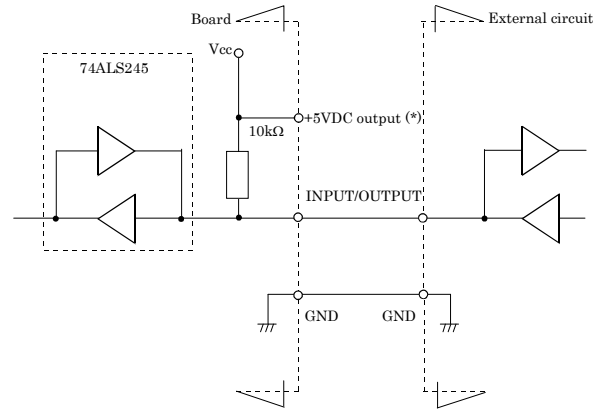 Board
External circuit
Vcc
74ALS245
+5VDC output (*)
10kΩ
INPUT/OUTPUT
GND
GND